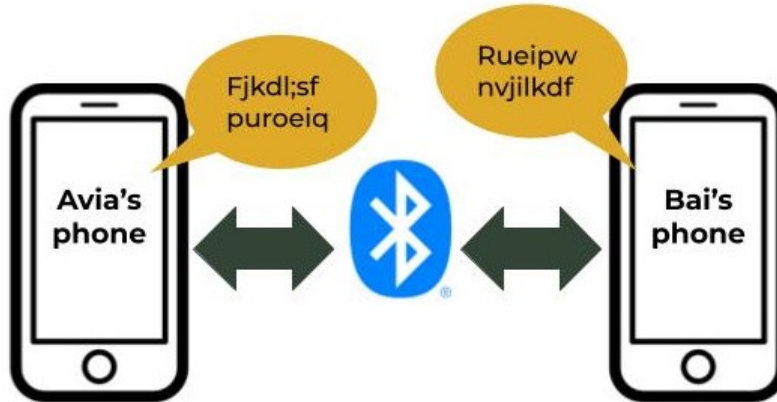 Fjkdl;sf
puroeiq
Rueipw
nvjilkdf
Avia's
phone
Bai's
phone
®